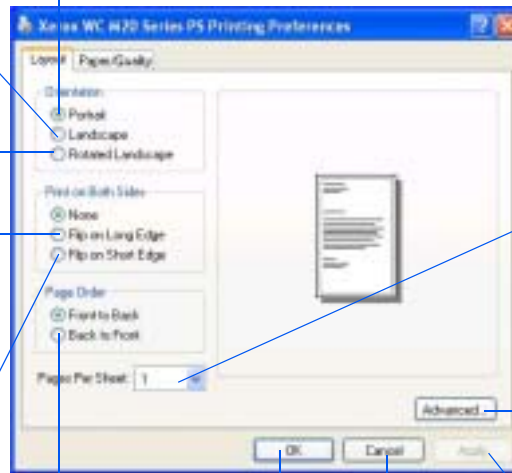 Xerox WC M20 Series PS Printing Preferences
Layout Paper/Quality
Orientation
Portrait
Landscape
Rotated Landscape
Print on Both Sides
None
Flip on Long Edge
Flip on Short Edge
Page Order
Front to Back
Back to Front
Pages Per Sheet: 1
Advanced...
OK Cancel Apply